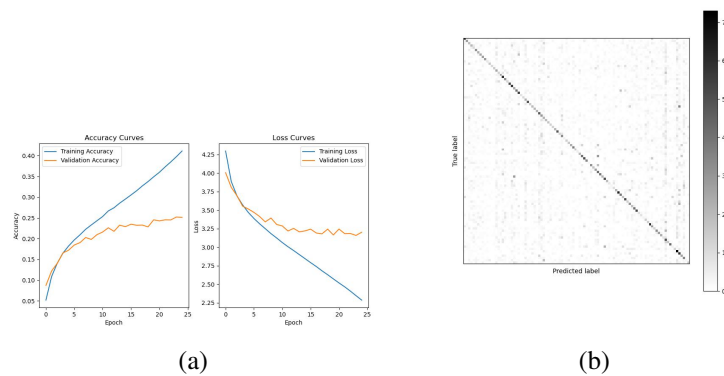 Accuracy Curves
Training Accuracy
Validation Accuracy
0.40
0.35
0.30
0.25
0.20
0.15
0.10
0.05
0 5 10 15 20 25
Accuracy
Epoch
Loss Curves
Training Loss
Validation Loss
4.25
4.00
3.75
3.50
3.25
3.00
2.75
2.50
2.25
0 5 10 15 20 25
Loss
Epoch
(a)
True label
Predicted label
(b)